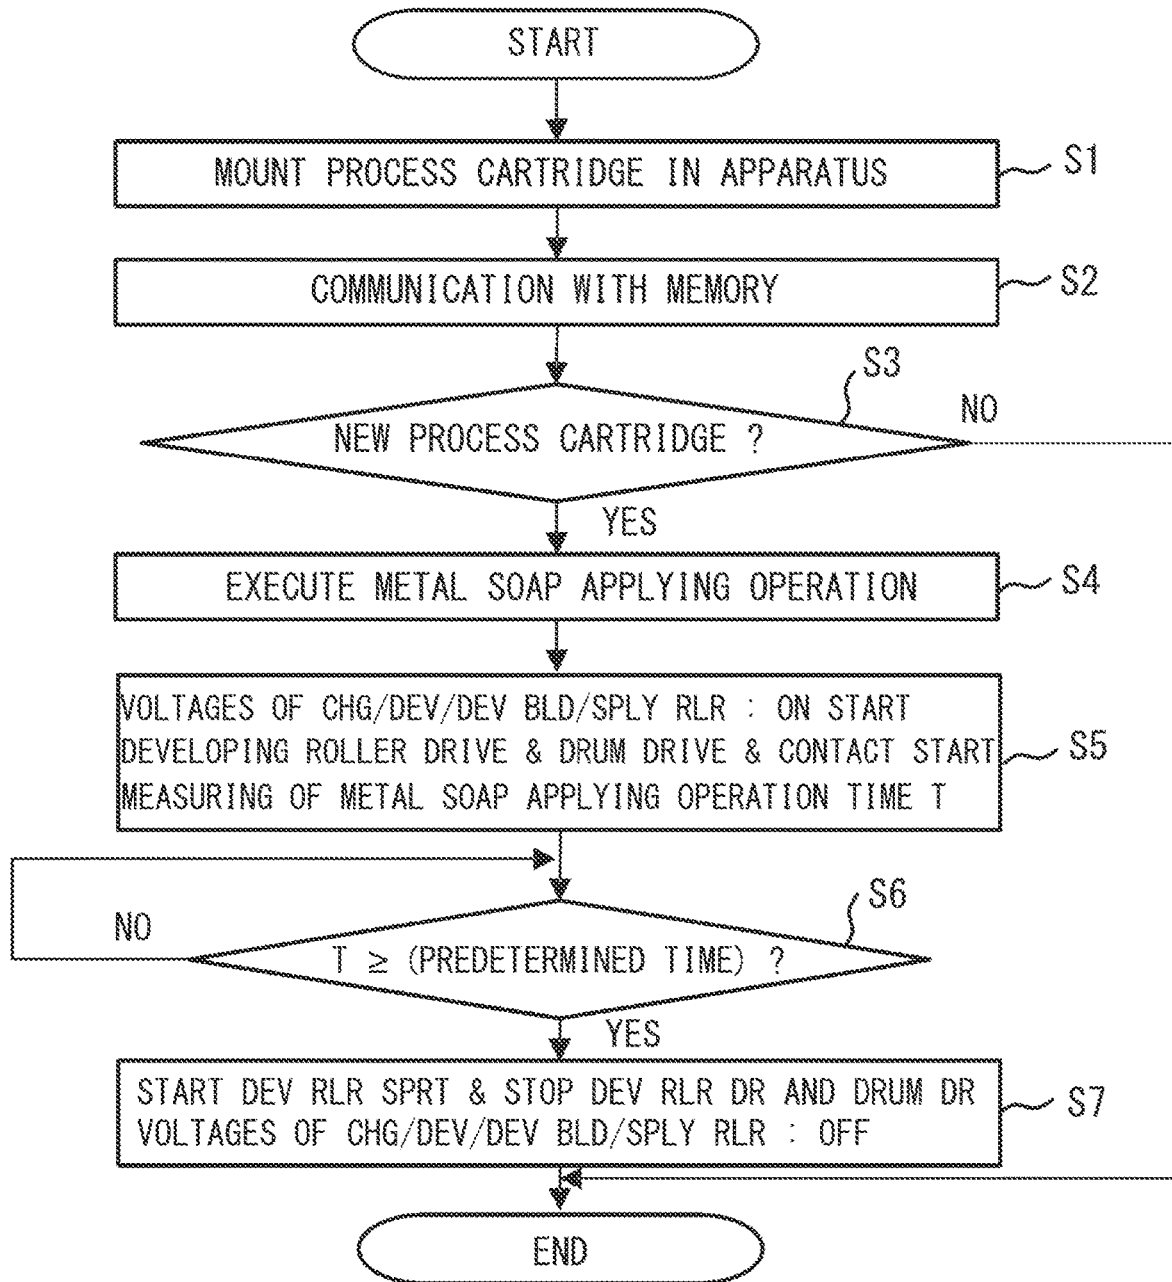 START
MOUNT PROCESS CARTRIDGE IN APPARATUS
S1
COMMUNICATION WITH MEMORY
S2
S3
NEW PROCESS CARTRIDGE ?
NO
YES
EXECUTE METAL SOAP APPLYING OPERATION
S4
VOLTAGES OF CHG/DEV/DEV BLD/SPLY RLR : ON START
DEVELOPING ROLLER DRIVE & DRUM DRIVE & CONTACT START
MEASURING OF METAL SOAP APPLYING OPERATION TIME T
S5
S6
NO
T ≥ (PREDETERMINED TIME) ?
YES
START DEV RLR SPRT & STOP DEV RLR DR AND DRUM DR
VOLTAGES OF CHG/DEV/DEV BLD/SPLY RLR : OFF
S7
END